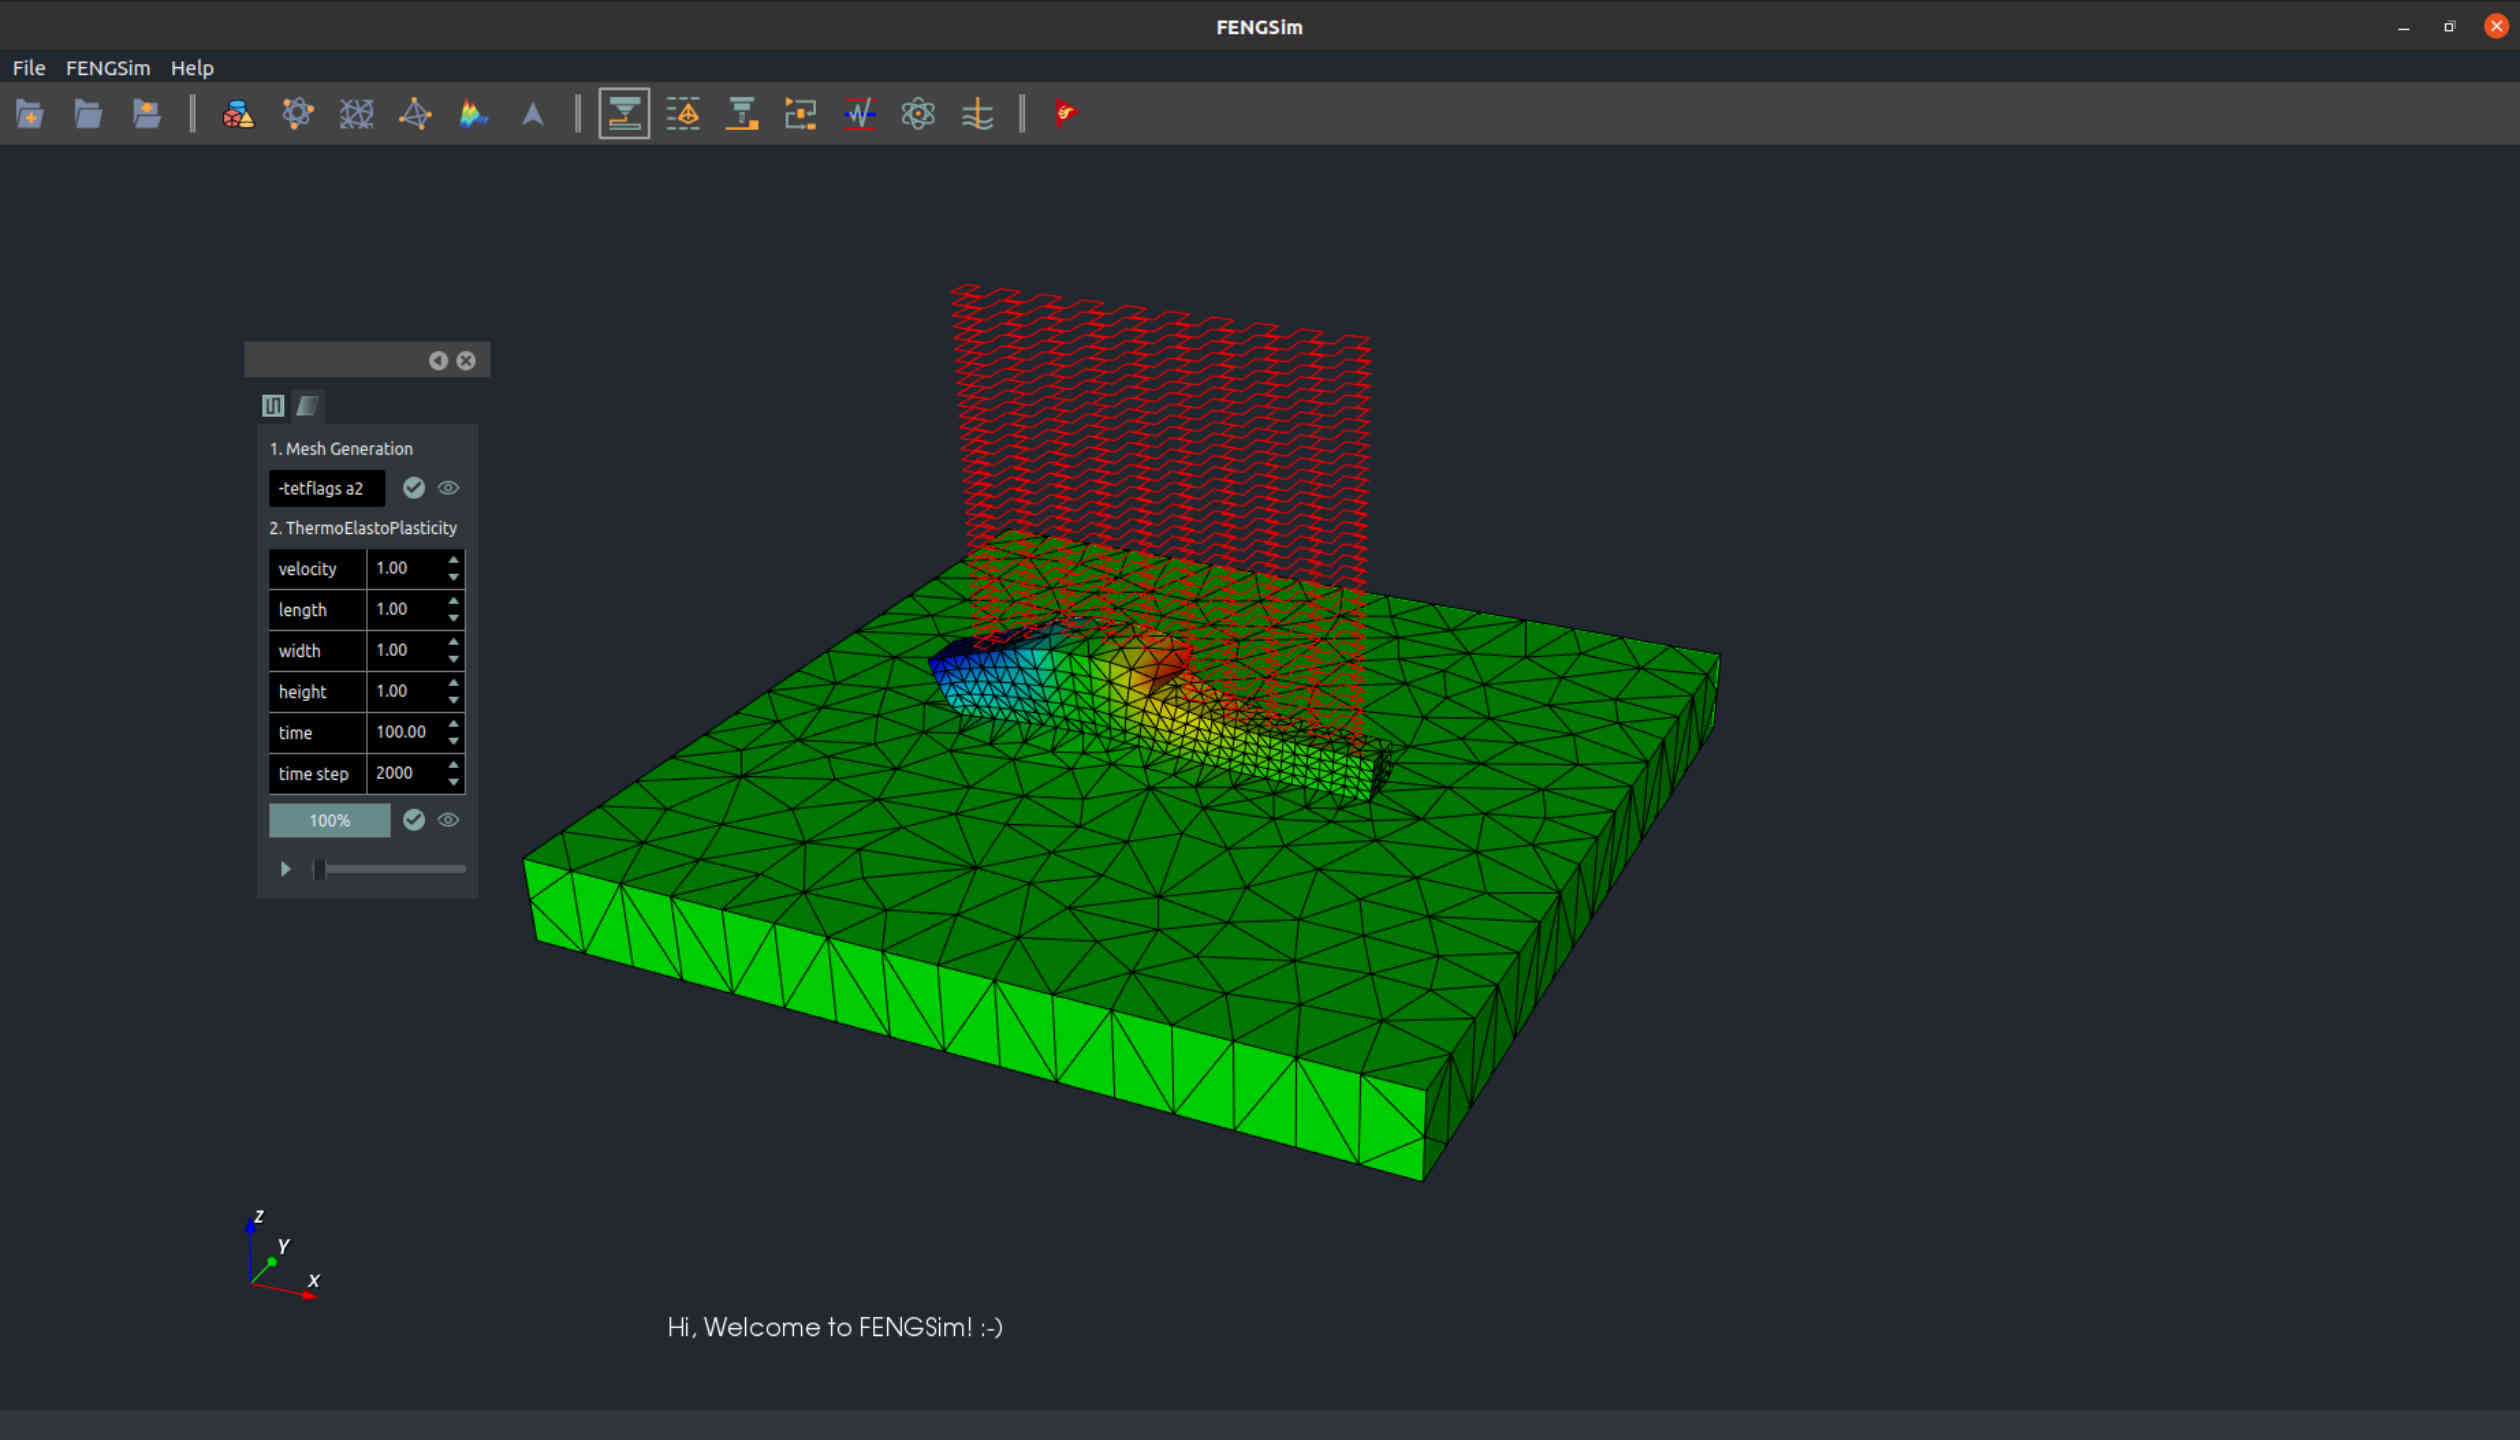 FENGSim
File FENGSim Help
1. Mesh Generation
-tetflags a2
2. ThermoElastoPlasticity
velocity 1.00
length 1.00
width 1.00
height 1.00
time 100.00
time step 2000
100%
Z
Y
X
Hi, Welcome to FENGSim! :-)